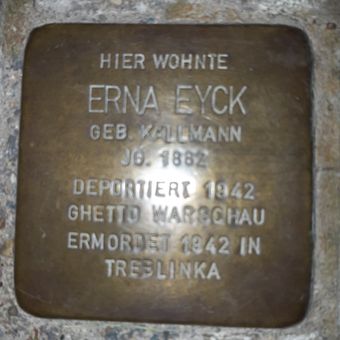 HIER WOHNTE
ERNA EYCK
GEB. KALLMANN
JG. 1882
DEPORTIERT 1942
GHETTO WARSCHAU
ERMORDET 1942 IN
TREBLINKA